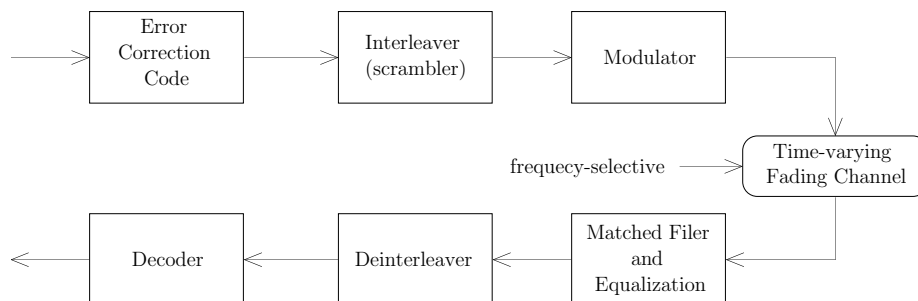 Error
Correction
Code
Interleaver
(scrambler)
Modulator
Time-varying
Fading Channel
frequecy-selective
Matched Filer
and
Equalization
Deinterleaver
Decoder